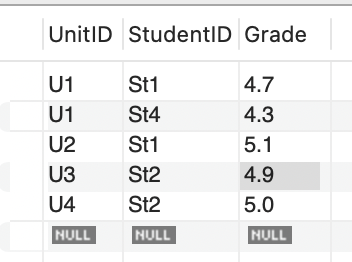 UnitID StudentID Grade
U1 St1 4.7
U1 St4 4.3
U2 St1 5.1
U3 St2 4.9
U4 St2 5.0
NULL NULL NULL